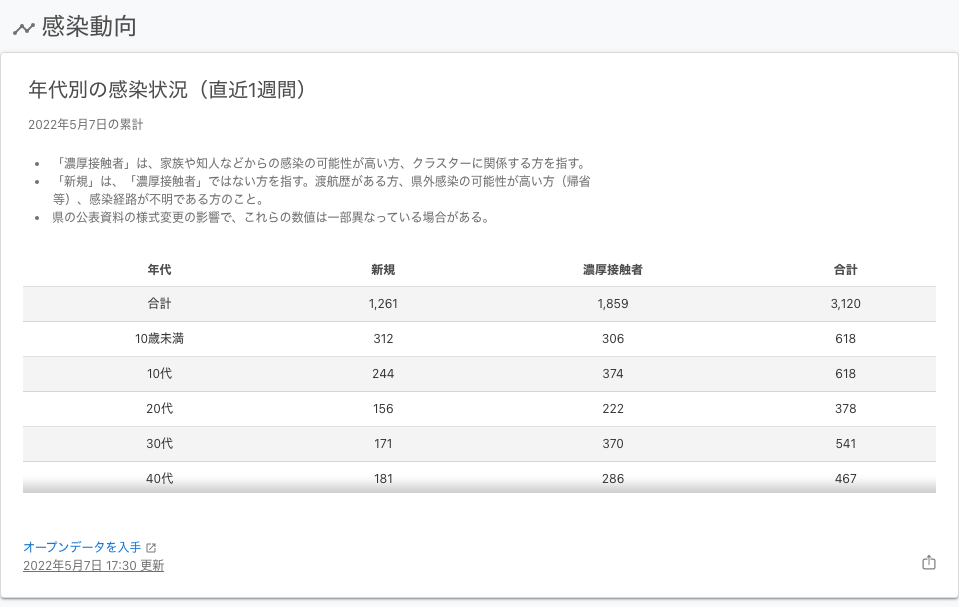 感染動向
年代別の感染状況（直近1週間）
2022年5月7日の累計
• 「濃厚接触者」は、家族や知人などからの感染の可能性が高い方、クラスターに関係する方を指す。
• 「新規」は、「濃厚接触者」ではない方を指す。渡航歴がある方、県外感染の可能性が高い方（帰省
等）、感染経路が不明である方のこと。
• 県の公表資料の様式変更の影響で、これらの数値は一部異なっている場合がある。
年代 新規 濃厚接触者 合計
合計 1,261 1,859 3,120
10歳未満 312 306 618
10代 244 374 618
20代 156 222 378
30代 171 370 541
40代 181 286 467
オープンデータを入手
2022年5月7日 17:30 更新